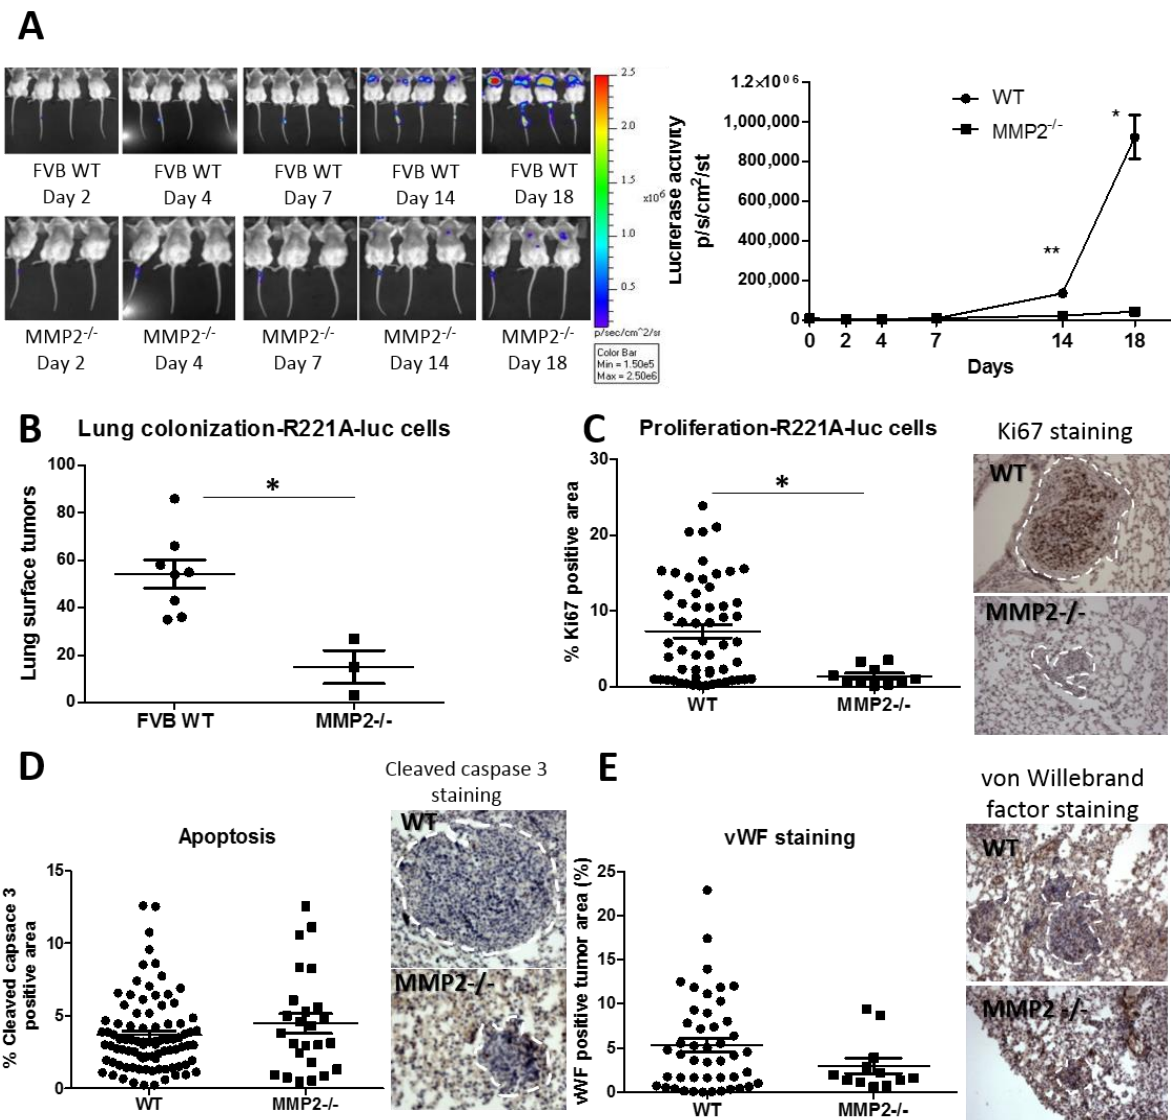 A
FVB WT
Day 2
FVB WT
Day 4
FVB WT
Day 7
FVB WT
Day 14
FVB WT
Day 18
MMP2-/-
Day 2
MMP2-/-
Day 4
MMP2-/-
Day 7
MMP2-/-
Day 14
MMP2-/-
Day 18
2.5
2.0
1.5
x10⁶
1.0
0.5
p/sec/cm^2/sr
Color Bar
Min = 1.50e5
Max = 2.50e6
Luciferase activity
p/s/cm²/st
1.2×10⁰⁶
1,000,000
800,000
600,000
400,000
200,000
0
WT
MMP2⁻/⁻
*
**
0 2 4 7 14 18
Days
B
Lung colonization-R221A-luc cells
Lung surface tumors
100
80
60
40
20
0
*
FVB WT
MMP2-/-
C
Proliferation-R221A-luc cells
% Ki67 positive area
30
20
10
0
*
WT
MMP2-/-
Ki67 staining
WT
MMP2-/-
D
Apoptosis
% Cleaved capsace 3
positive area
15
10
5
0
WT
MMP2-/-
Cleaved caspase 3
staining
WT
MMP2-/-
E
vWF staining
vWF positive tumor area (%)
25
20
15
10
5
0
WT
MMP2-/-
von Willebrand
factor staining
WT
MMP2 -/-